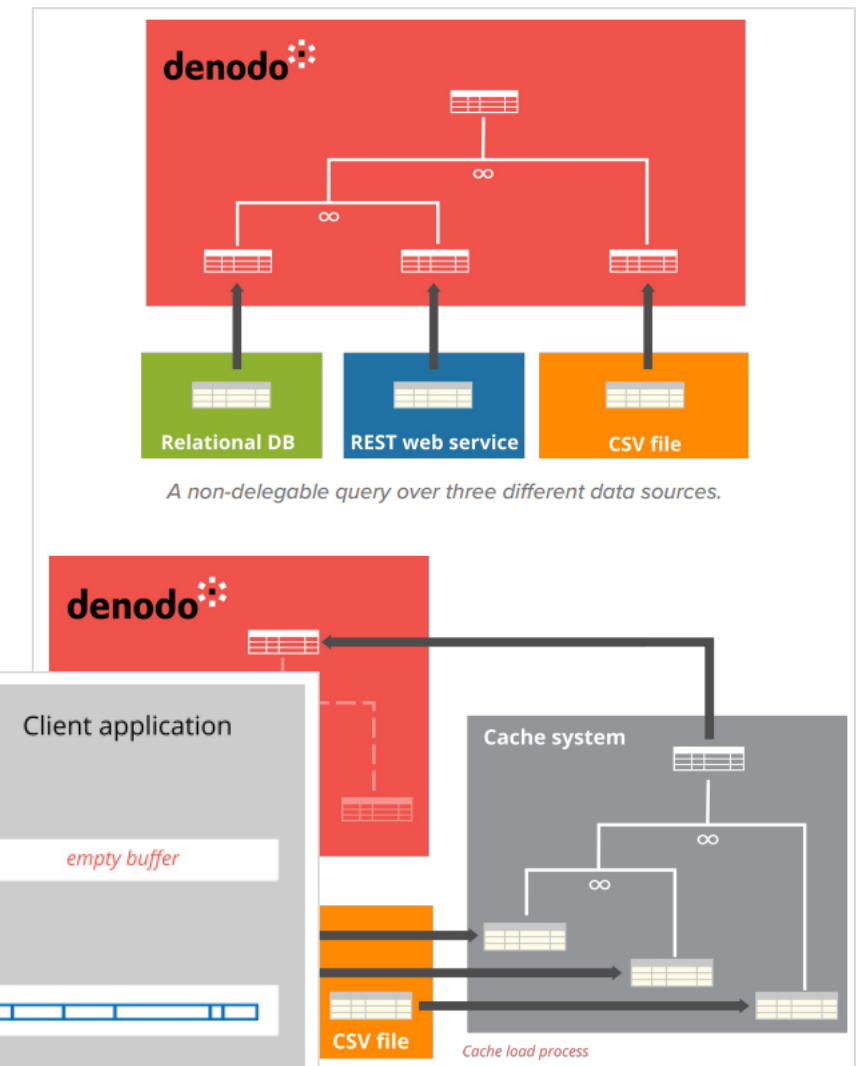 denodo
∞
∞
Relational DB
REST web service
CSV file
A non-delegable query over three different data sources.
denodo
Client application
empty buffer
Cache system
∞
∞
CSV file
Cache load process